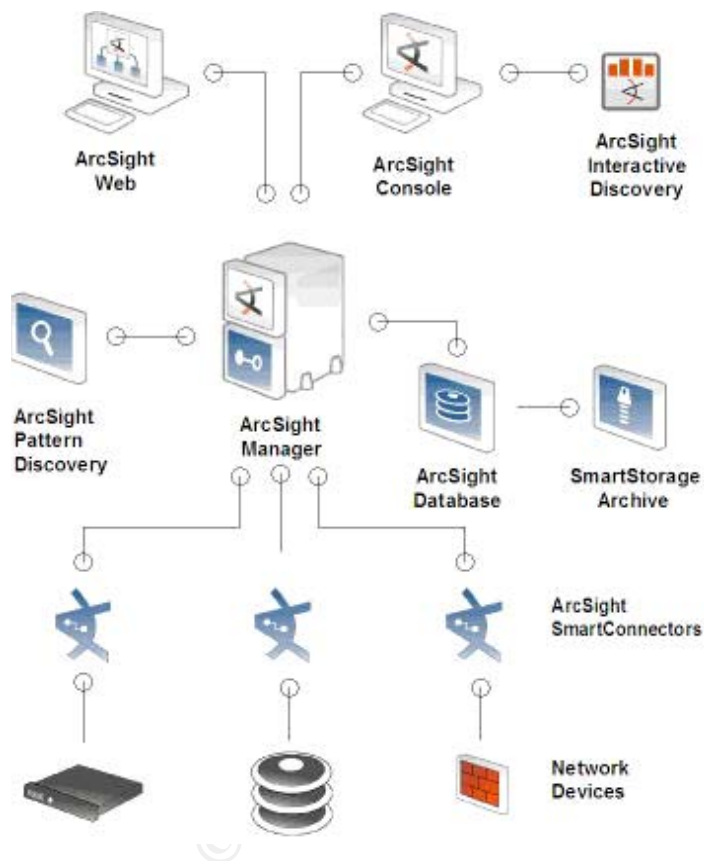 ArcSight
Web
ArcSight
Console
ArcSight
Interactive
Discovery
ArcSight
Pattern
Discovery
ArcSight
Manager
ArcSight
Database
SmartStorage
Archive
ArcSight
SmartConnectors
Network
Devices